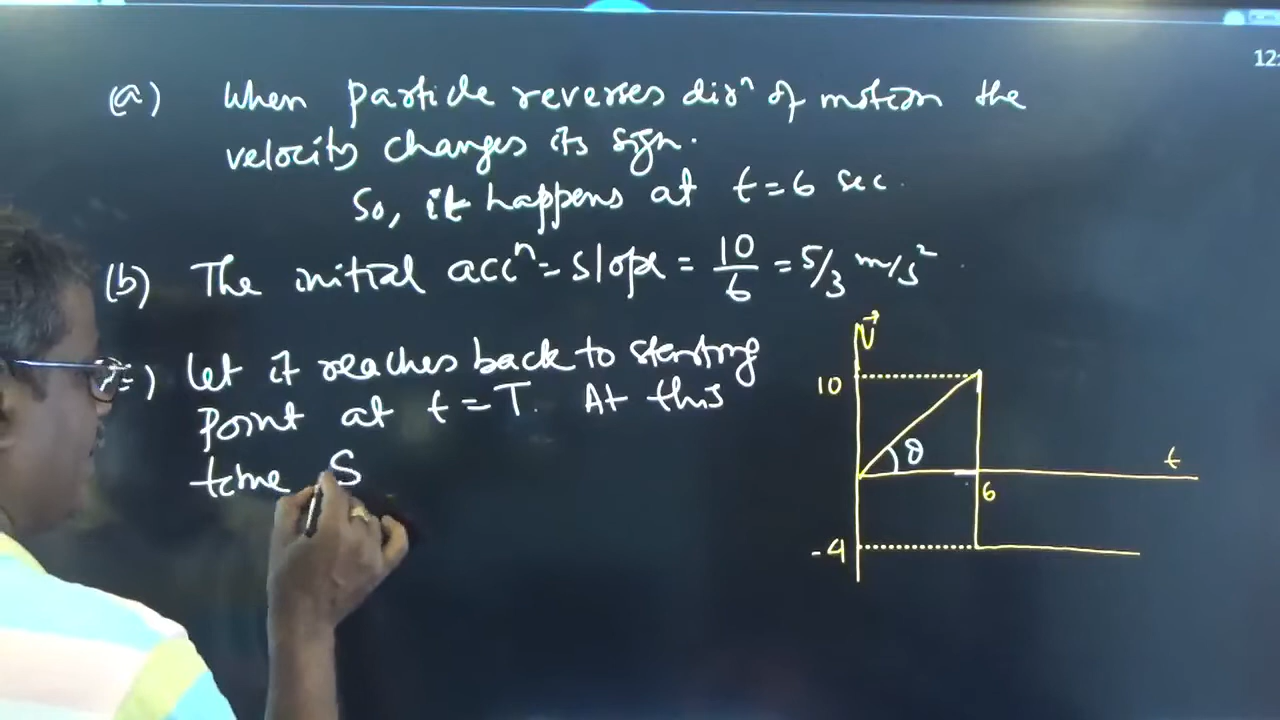 (a) When particle reverses dirⁿ of motion the
velocity changes its sign.
So, it happens at t=6 sec.
(b) The initial accⁿ = slope = 10/6 = 5/3 m/s²
) Let it reaches back to starting
point at t=T. At this
time S
v⃗
10
θ
t
6
-4
12: